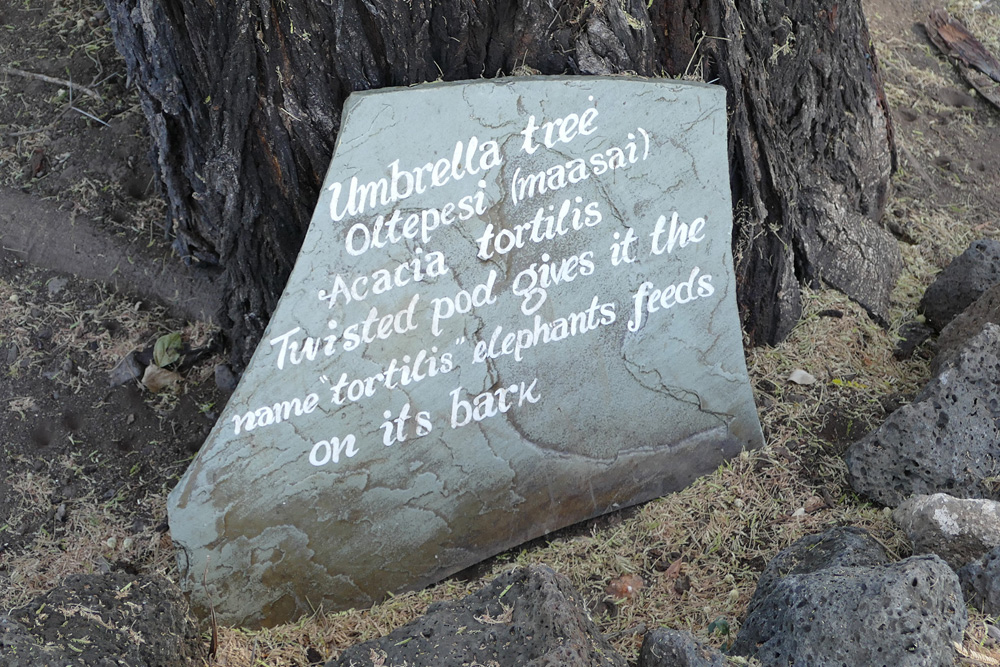 Umbrella tree
Oltepesi (maasai)
Acacia tortilis
Twisted pod gives it the
name "tortilis" elephants feeds
on its bark